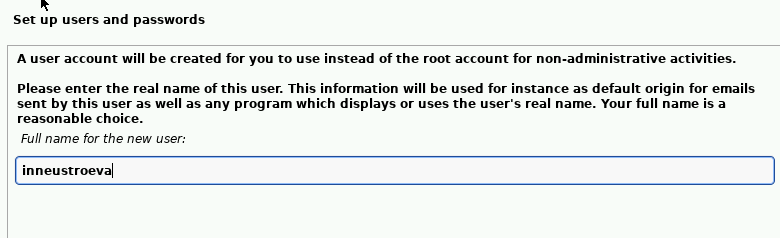 Set up users and passwords
A user account will be created for you to use instead of the root account for non-administrative activities.
Please enter the real name of this user. This information will be used for instance as default origin for emails
sent by this user as well as any program which displays or uses the user's real name. Your full name is a
reasonable choice.
Full name for the new user:
inneustroeva